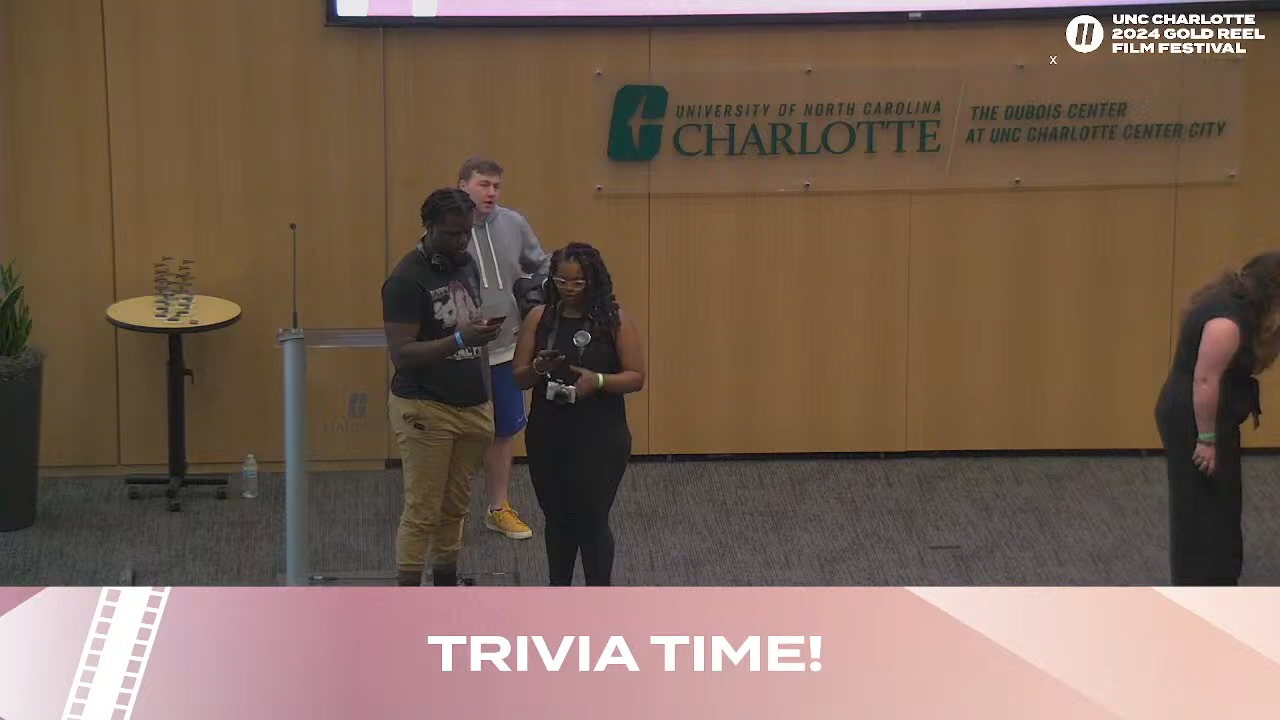 UNC CHARLOTTE
2024 GOLD REEL
FILM FESTIVAL
x
UNIVERSITY OF NORTH CAROLINA
CHARLOTTE
THE DUBOIS CENTER
AT UNC CHARLOTTE CENTER CITY
TRIVIA TIME!